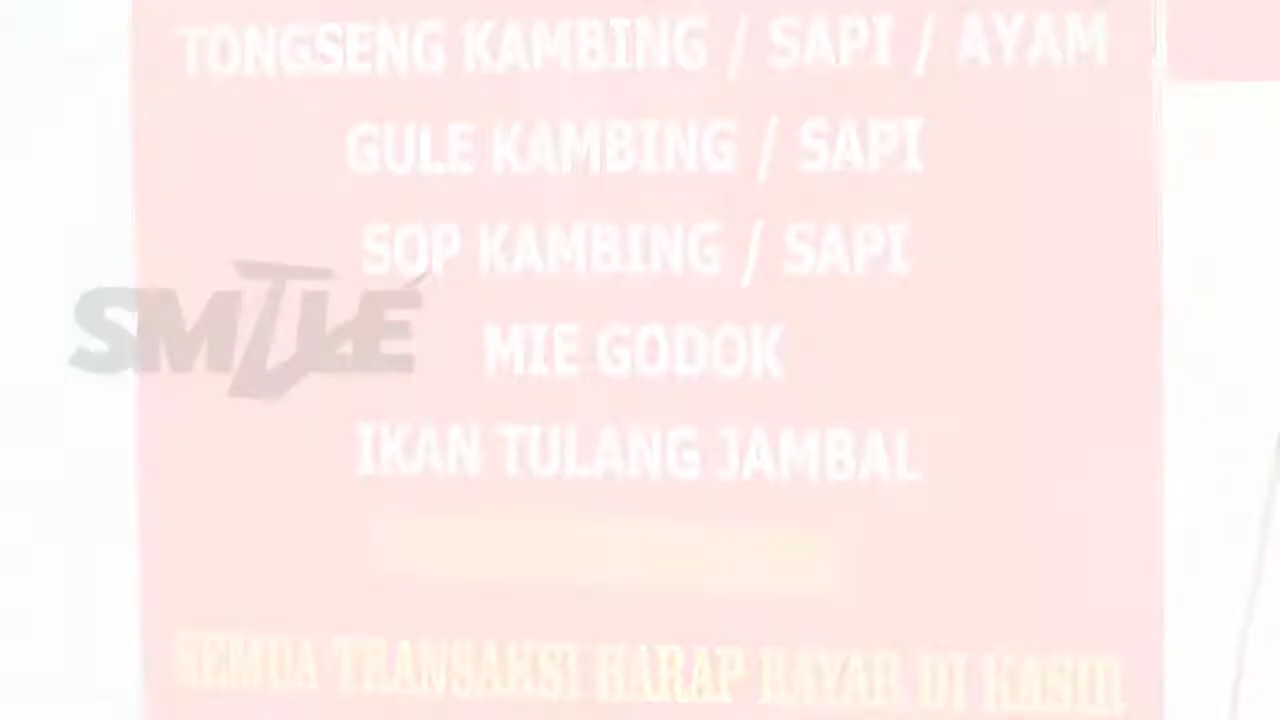 TONGSENG KAMBING / SAPI / AYAM
GULE KAMBING / SAPI
SOP KAMBING / SAPI
SMILE
MIE GODOK
IKAN TULANG JAMBAL
SEMUA TRANSAKSI HARAP BAYAR DI KASIR